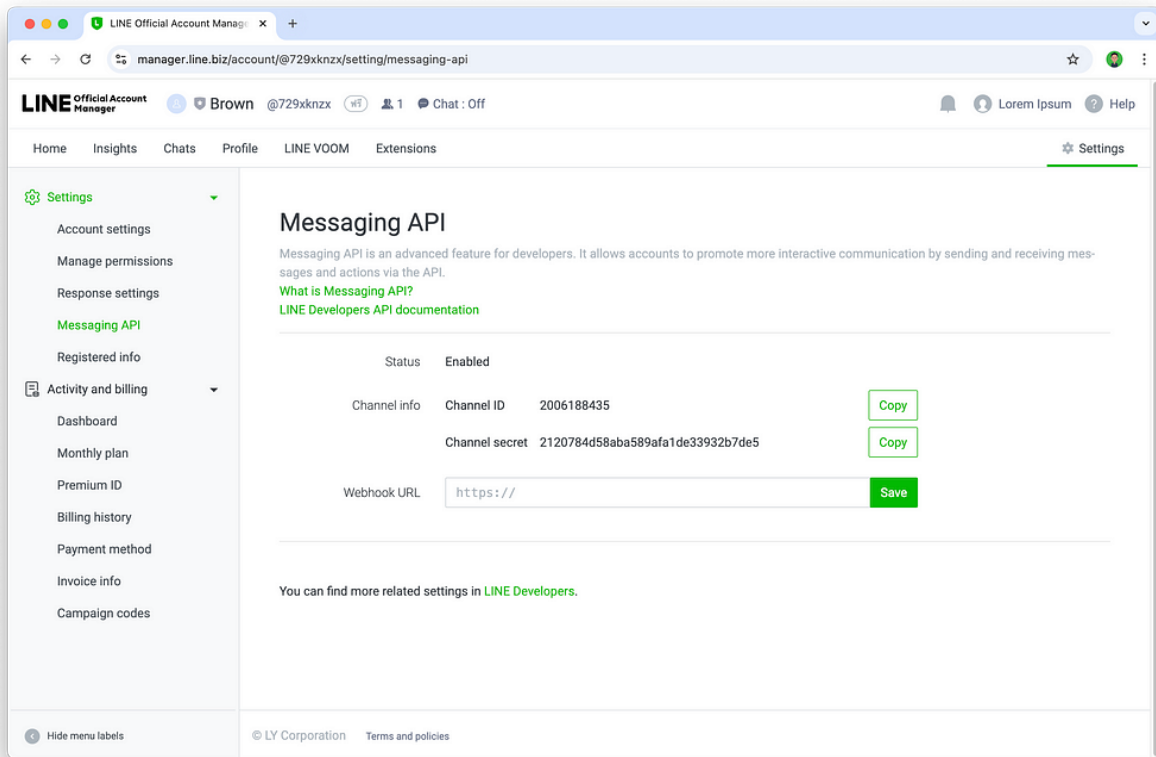 LINE Official Account Manage
manager.line.biz/account/@729xknzx/setting/messaging-api
LINE Official Account Manager
Brown @729xknzx ฟรี 1 Chat : Off
Lorem Ipsum ? Help
Home Insights Chats Profile LINE VOOM Extensions Settings
Settings
Account settings
Manage permissions
Response settings
Messaging API
Registered info
Activity and billing
Dashboard
Monthly plan
Premium ID
Billing history
Payment method
Invoice info
Campaign codes
Hide menu labels
Messaging API
Messaging API is an advanced feature for developers. It allows accounts to promote more interactive communication by sending and receiving mes-
sages and actions via the API.
What is Messaging API?
LINE Developers API documentation
Status Enabled
Channel info Channel ID 2006188435 Copy
Channel secret 2120784d58aba589afa1de33932b7de5 Copy
Webhook URL https:// Save
You can find more related settings in LINE Developers.
© LY Corporation Terms and policies